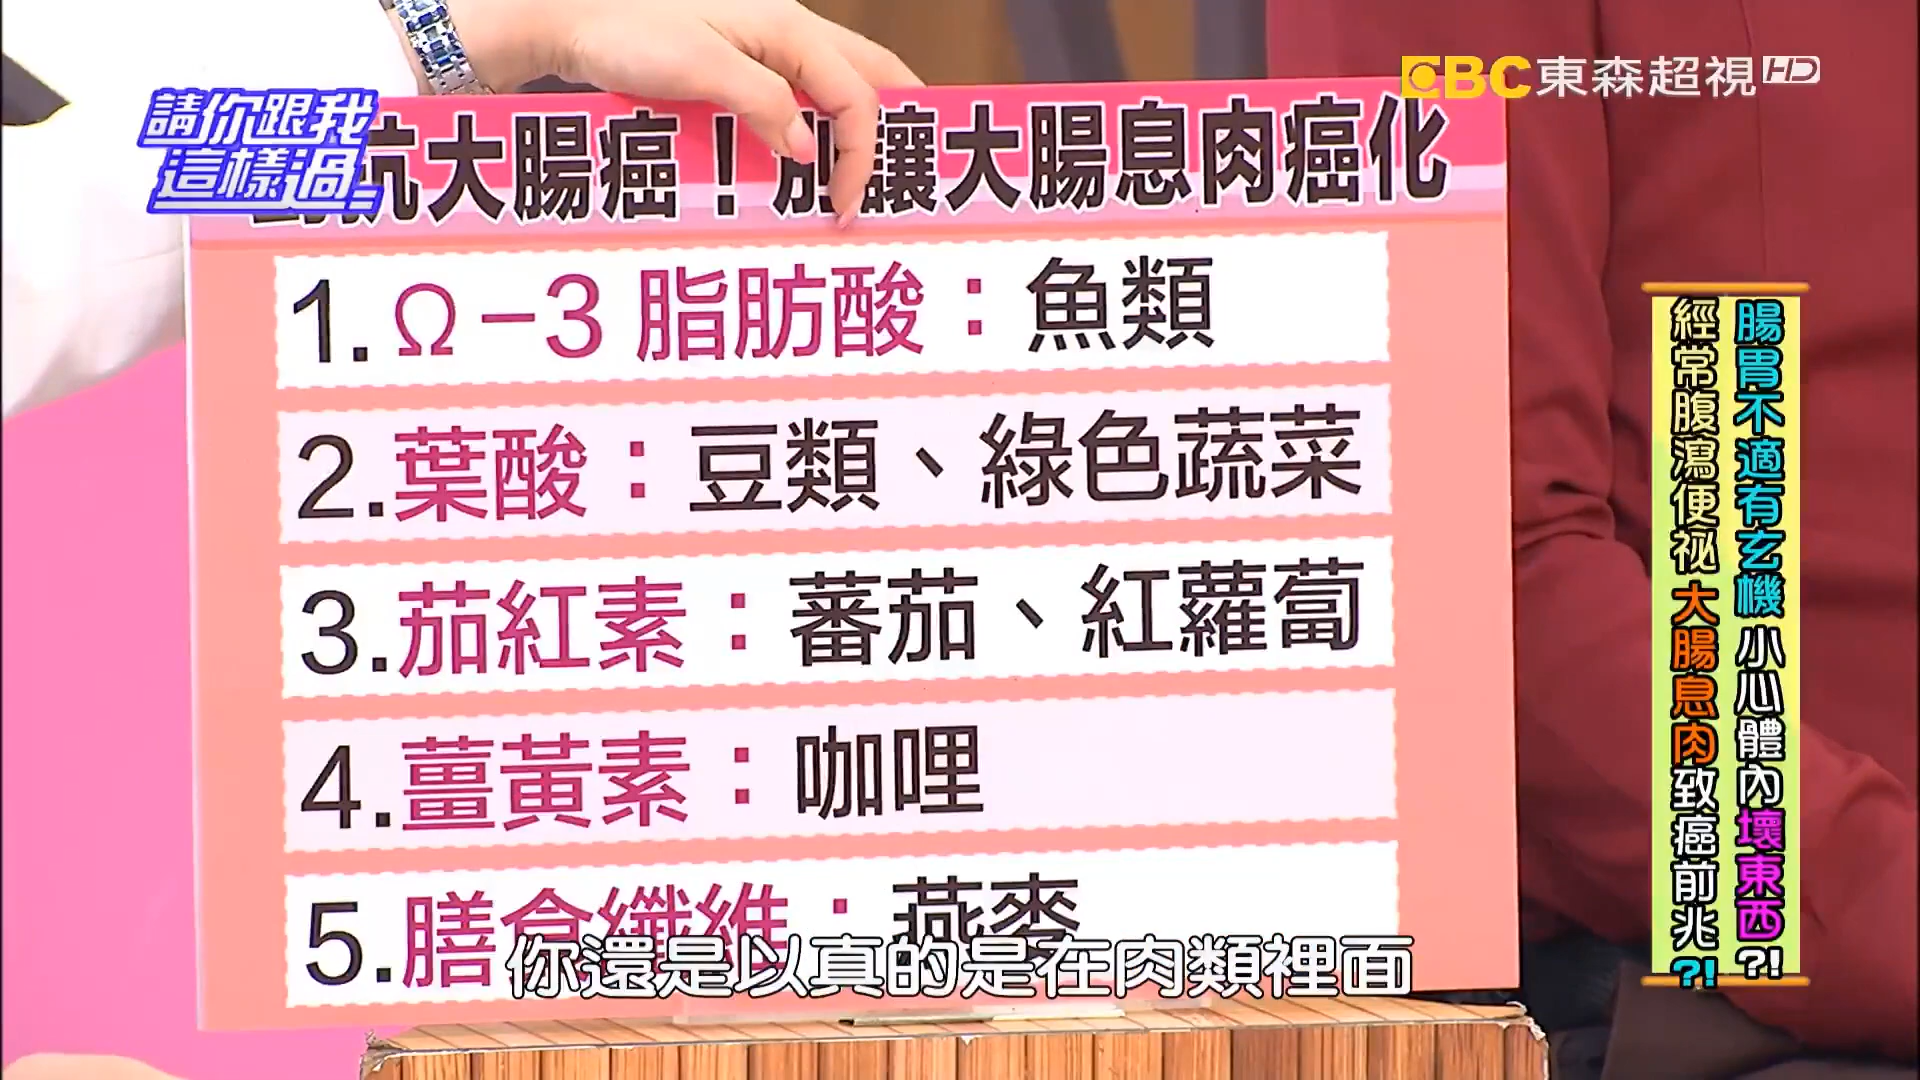 請你跟我
這樣過
EBC東森超視HD
抗大腸癌！別讓大腸息肉癌化
1.Ω-3脂肪酸：魚類
2.葉酸：豆類、綠色蔬菜
3.茄紅素：蕃茄、紅蘿蔔
4.薑黃素：咖哩
5.膳食纖維：燕麥
腸胃不適有玄機 小心體內壞東西?!
經常腹瀉便祕 大腸息肉致癌前兆?!
你還是以真的是在肉類裡面